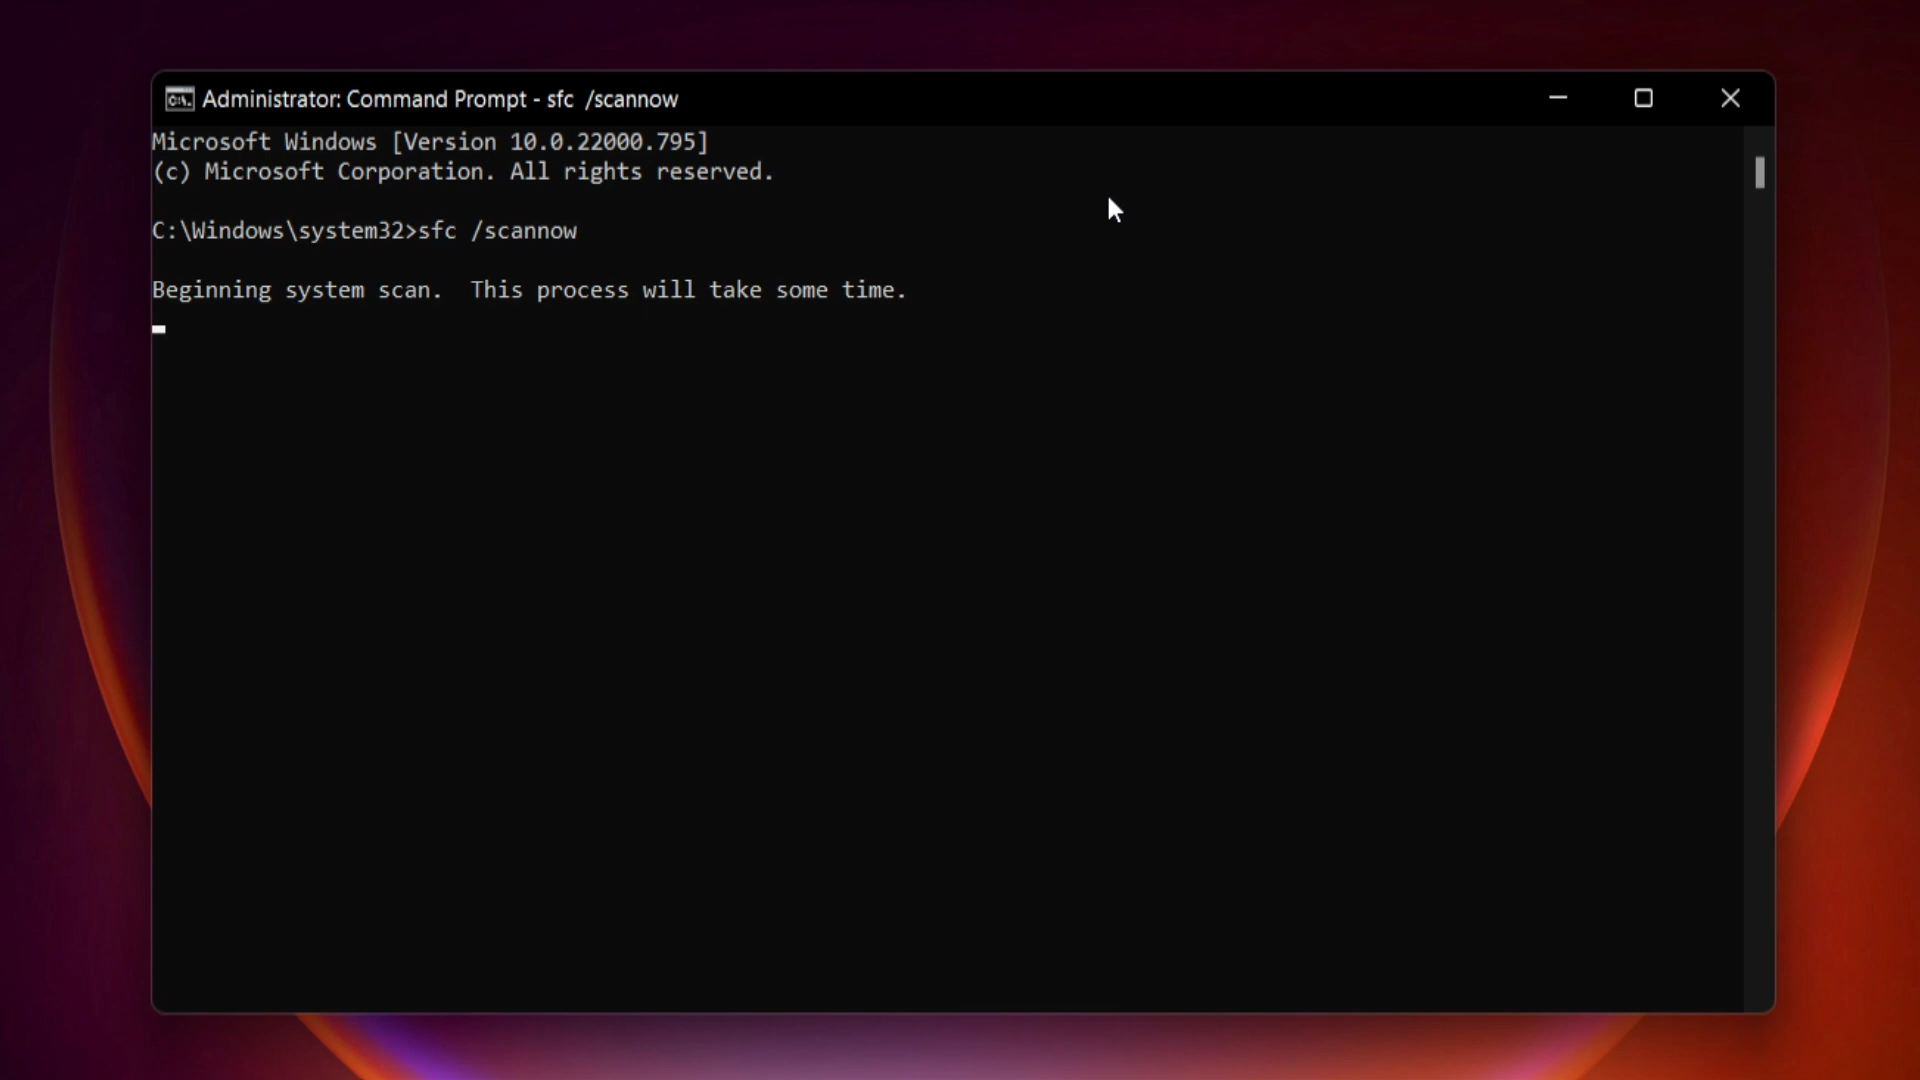 Administrator: Command Prompt - sfc  /scannow
Microsoft Windows [Version 10.0.22000.795]
(c) Microsoft Corporation. All rights reserved.
C:\Windows\system32>sfc /scannow
Beginning system scan.  This process will take some time.